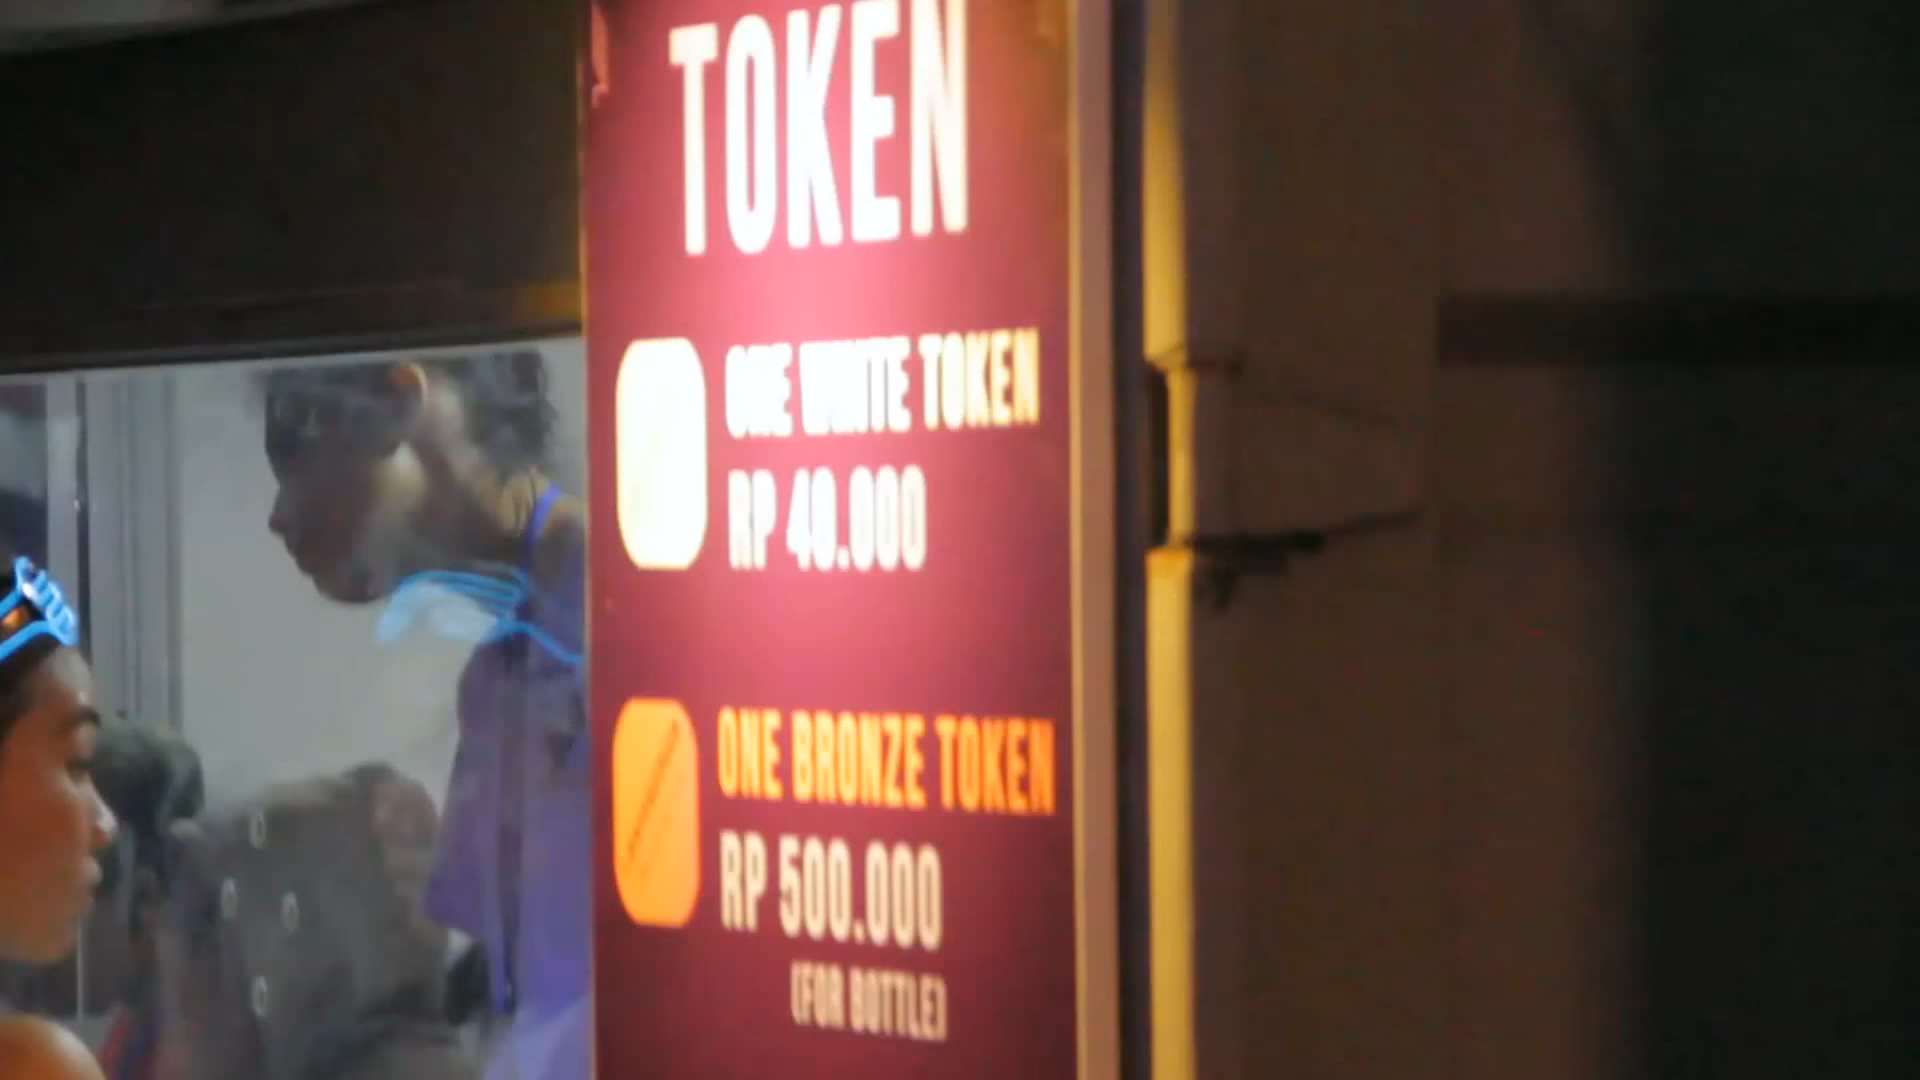 TOKEN
ONE WHITE TOKEN
RP 40.000
ONE BRONZE TOKEN
RP 500.000
(FOR BOTTLE)